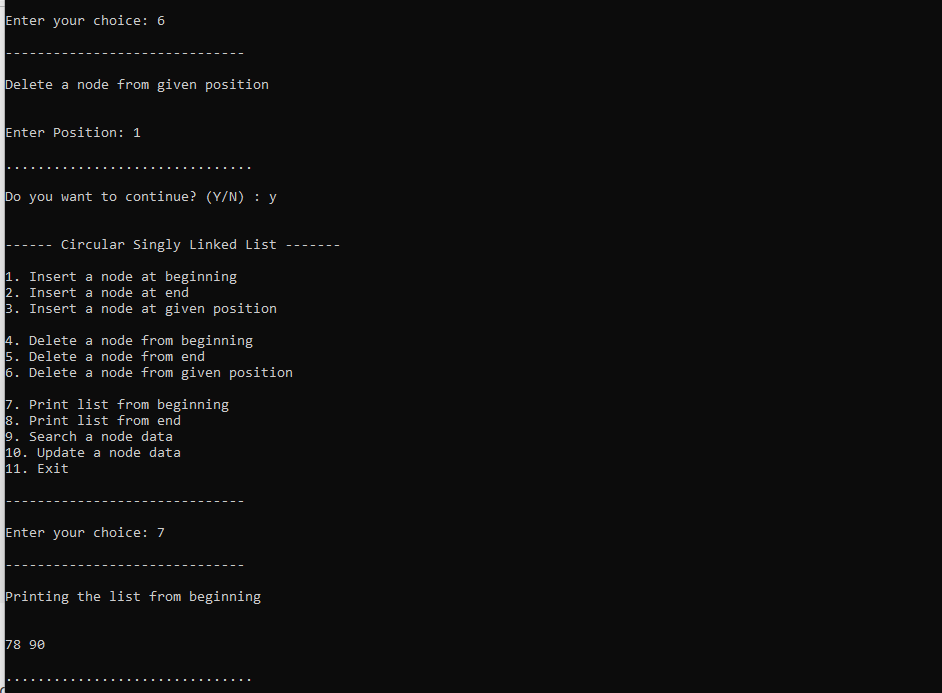 Enter your choice: 6
------------------------------
Delete a node from given position
Enter Position: 1
...............................
Do you want to continue? (Y/N) : y
------ Circular Singly Linked List -------
1. Insert a node at beginning
2. Insert a node at end
3. Insert a node at given position
4. Delete a node from beginning
5. Delete a node from end
6. Delete a node from given position
7. Print list from beginning
8. Print list from end
9. Search a node data
10. Update a node data
11. Exit
------------------------------
Enter your choice: 7
------------------------------
Printing the list from beginning
78 90
...............................